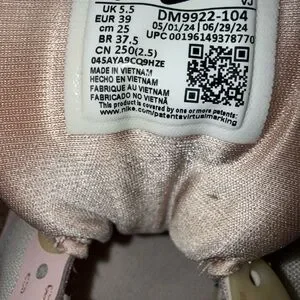 UK 5.5 DM9922-104
EUR 39 05/01/24 06/29/24
cm 25 UPC 00196149378770
BR 37,5
CN 250(2.5)
045AYA9CQ9HZE
MADE IN VIETNAM
HECHO EN VIETNAM
FABRIQUE AU VIETNAM
FABRICADO NO VIETNÃ
This product is covered by one or more patents:
www.nike.com/patentsvirtualmarking